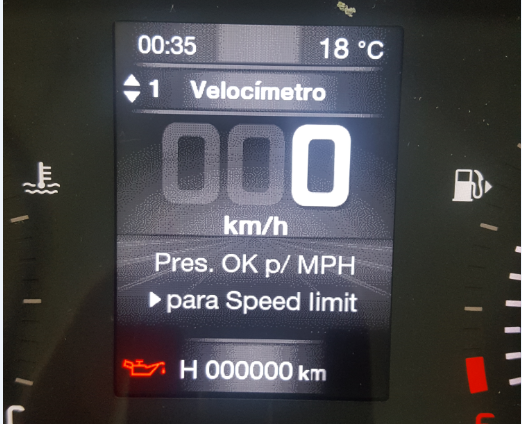 00:35 18 °C
1 Velocímetro
000
km/h
Pres. OK p/ MPH
para Speed limit
H 000000 km